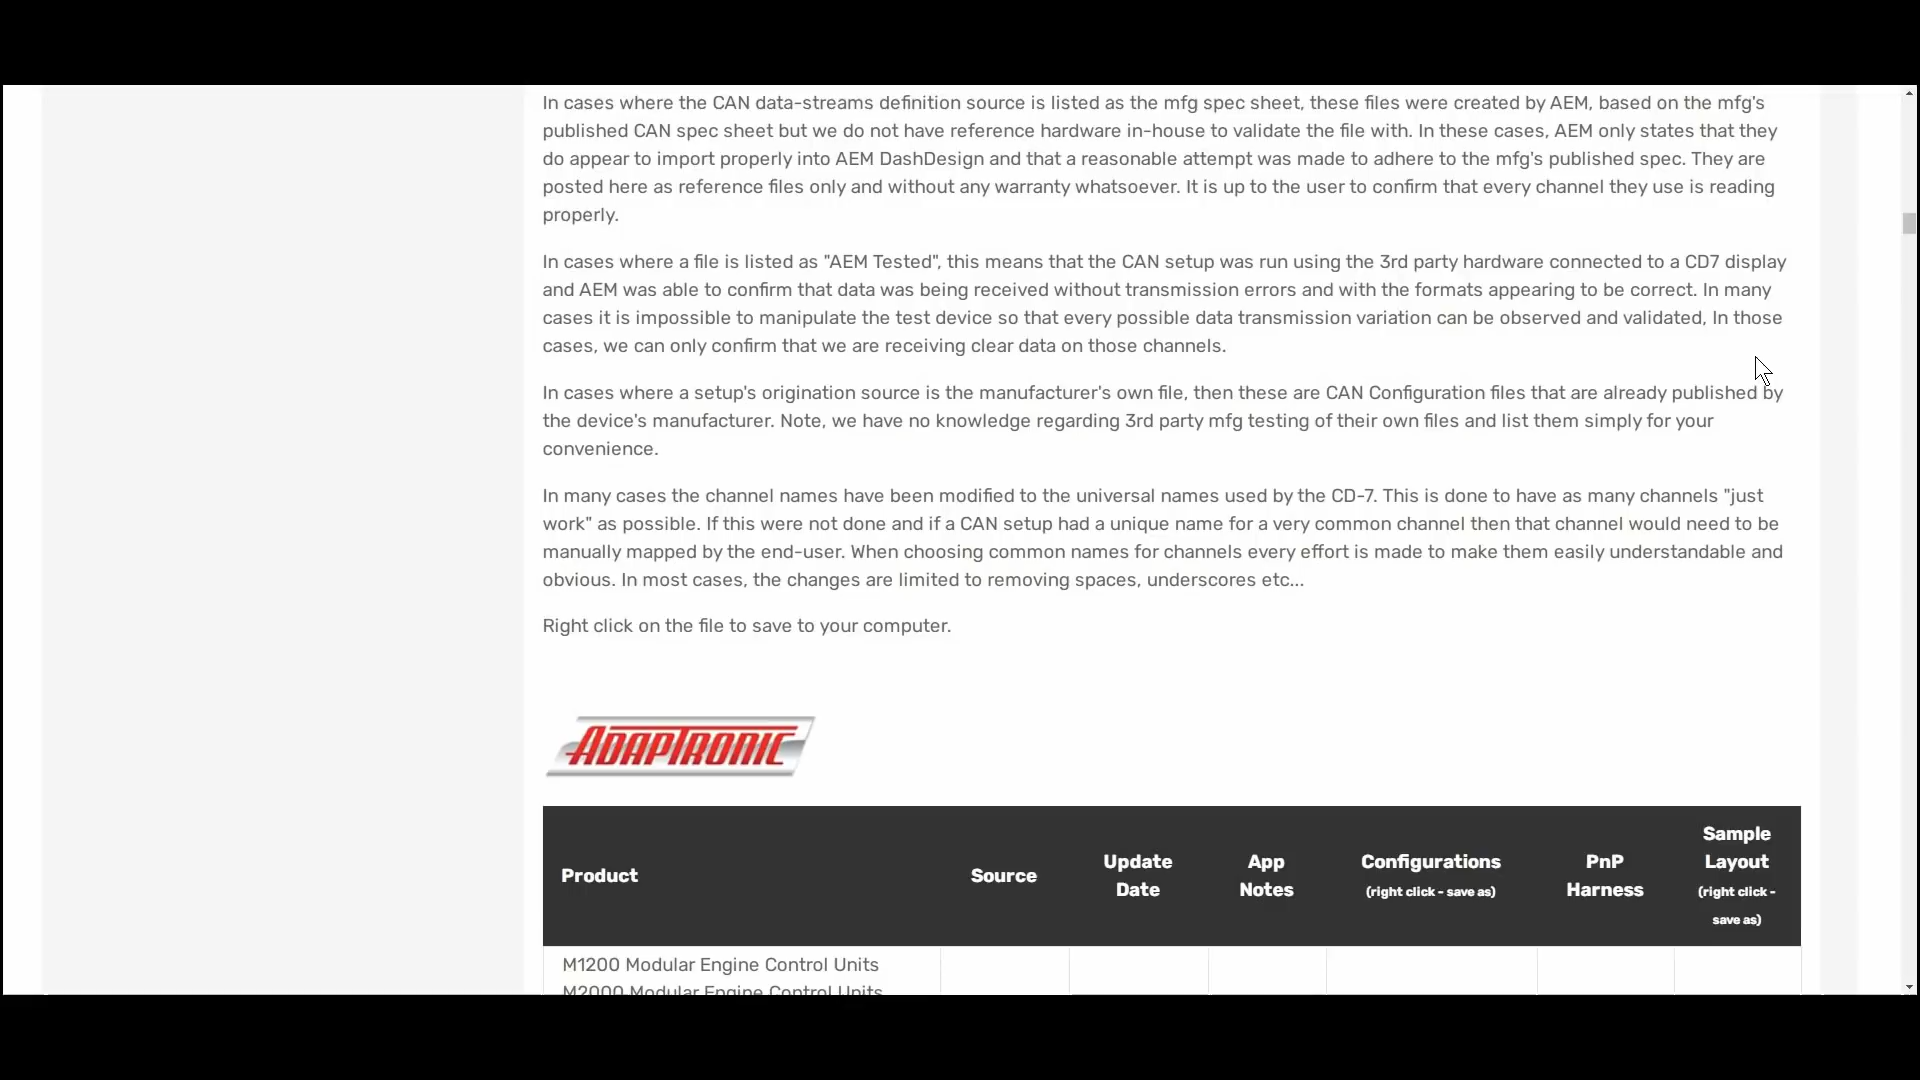 In cases where the CAN data-streams definition source is listed as the mfg spec sheet, these files were created by AEM, based on the mfg's
published CAN spec sheet but we do not have reference hardware in-house to validate the file with. In these cases, AEM only states that they
do appear to import properly into AEM DashDesign and that a reasonable attempt was made to adhere to the mfg's published spec. They are
posted here as reference files only and without any warranty whatsoever. It is up to the user to confirm that every channel they use is reading
properly.
In cases where a file is listed as "AEM Tested", this means that the CAN setup was run using the 3rd party hardware connected to a CD7 display
and AEM was able to confirm that data was being received without transmission errors and with the formats appearing to be correct. In many
cases it is impossible to manipulate the test device so that every possible data transmission variation can be observed and validated, In those
cases, we can only confirm that we are receiving clear data on those channels.
In cases where a setup's origination source is the manufacturer's own file, then these are CAN Configuration files that are already published by
the device's manufacturer. Note, we have no knowledge regarding 3rd party mfg testing of their own files and list them simply for your
convenience.
In many cases the channel names have been modified to the universal names used by the CD-7. This is done to have as many channels "just
work" as possible. If this were not done and if a CAN setup had a unique name for a very common channel then that channel would need to be
manually mapped by the end-user. When choosing common names for channels every effort is made to make them easily understandable and
obvious. In most cases, the changes are limited to removing spaces, underscores etc...
Right click on the file to save to your computer.
ADAPTRONIC
Product
Source
Update
Date
App
Notes
Configurations
(right click - save as)
PnP
Harness
Sample
Layout
(right click -
save as)
M1200 Modular Engine Control Units
M2000 Modular Engine Control Units